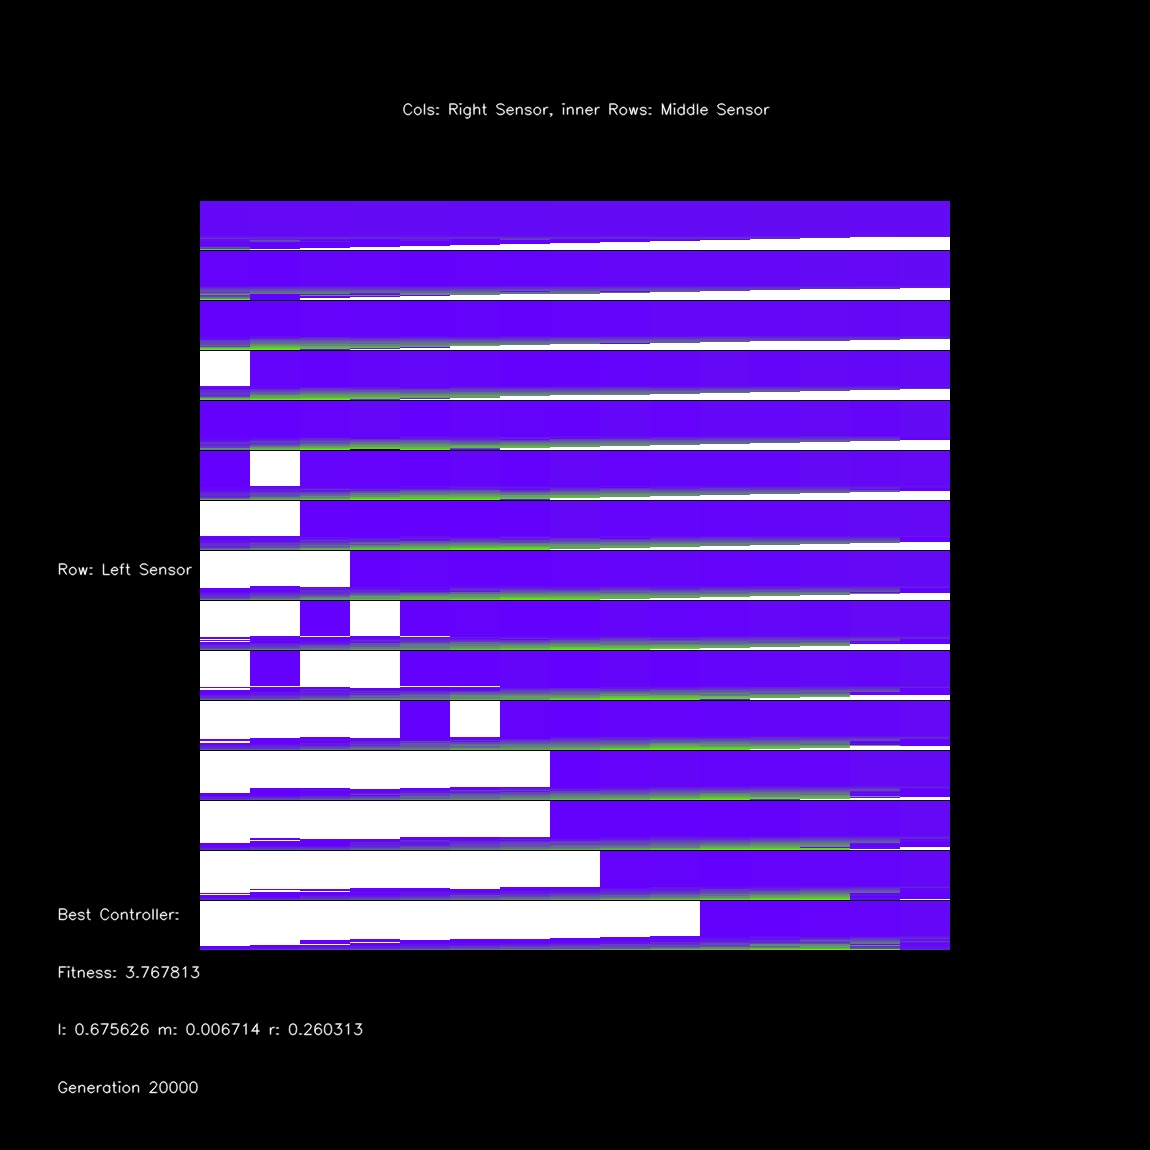 Cols: Right Sensor, inner Rows: Middle Sensor
Row: Left Sensor
Best Controller:
Fitness: 3.767813
l: 0.675626 m: 0.006714 r: 0.260313
Generation 20000